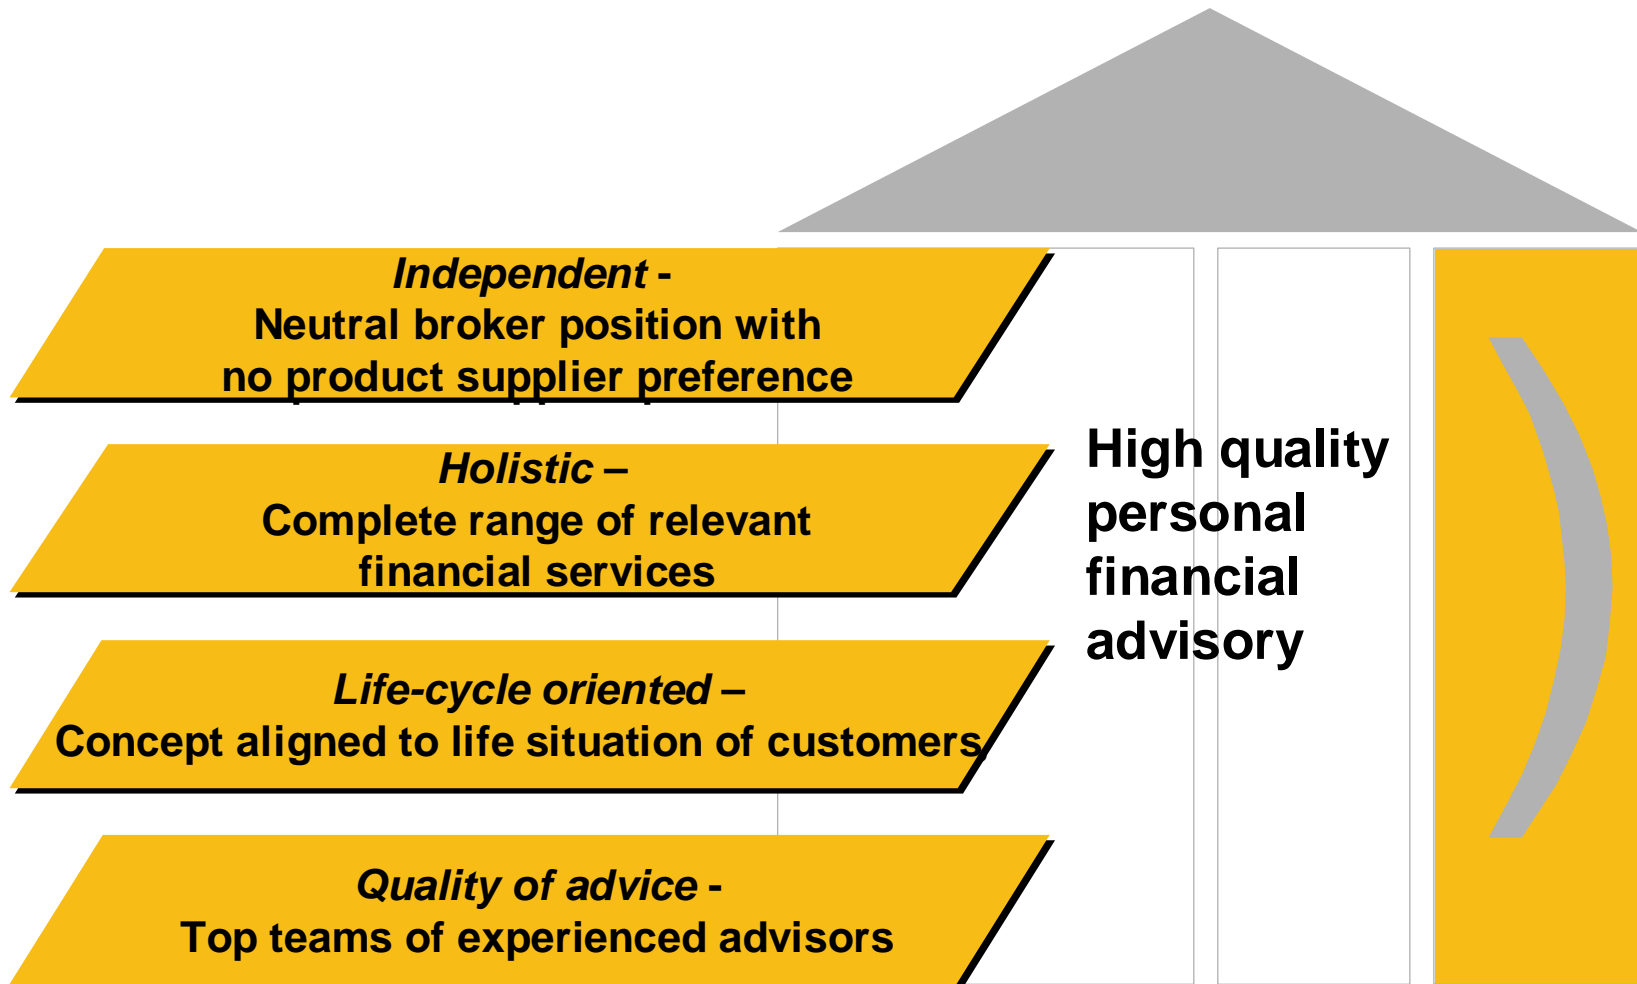 Independent -
Neutral broker position with
no product supplier preference
Holistic –
Complete range of relevant
financial services
Life-cycle oriented –
Concept aligned to life situation of customers
Quality of advice -
Top teams of experienced advisors
High quality
personal
financial
advisory